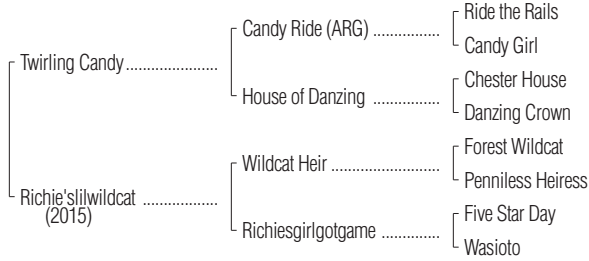 Ride the Rails
Candy Ride (ARG) ................
Candy Girl
Twirling Candy ......................
Chester House
House of Danzing ................
Danzing Crown
Forest Wildcat
Wildcat Heir ..........................
Penniless Heiress
Richie'slilwildcat ..................
(2015)
Five Star Day
Richiesgirlgotgame ..............
Wasioto